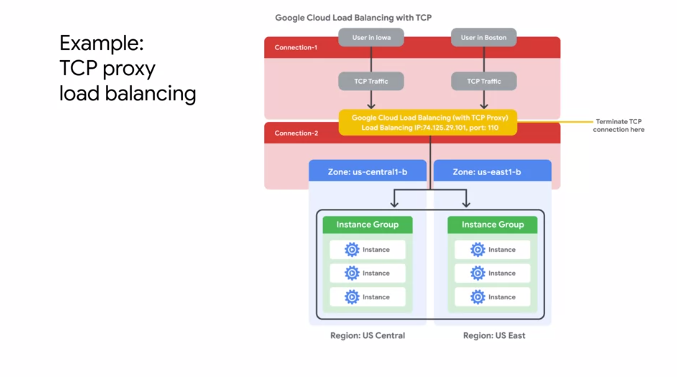 Example:
TCP proxy
load balancing
Google Cloud Load Balancing with TCP
User in Iowa
User in Boston
Connection-1
TCP Traffic
TCP Traffic
Google Cloud Load Balancing (with TCP Proxy)
Load Balancing IP:74.125.29.101, port: 110
Terminate TCP
connection here
Connection-2
Zone: us-central1-b
Zone: us-east1-b
Instance Group
Instance Group
Instance
Instance
Instance
Instance
Instance
Instance
Region: US Central
Region: US East